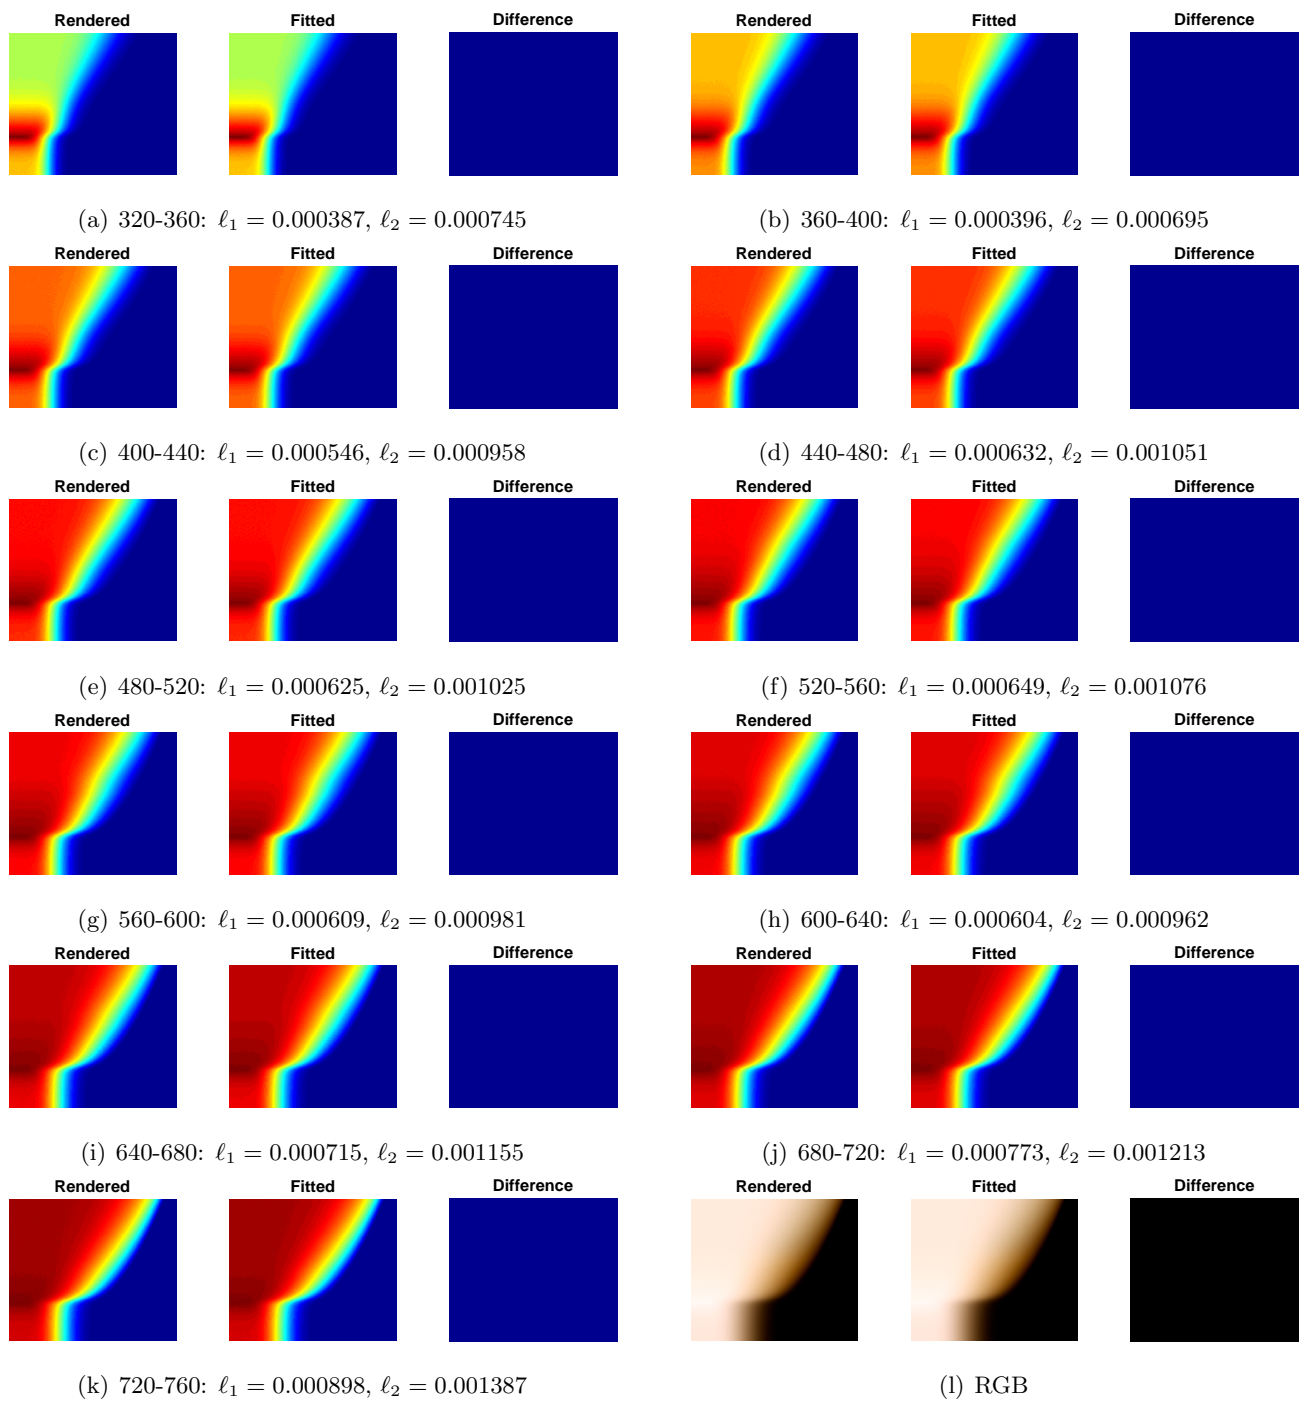 Rendered Fitted Difference Rendered Fitted Difference
(a) 320-360: ℓ₁ = 0.000387, ℓ₂ = 0.000745 (b) 360-400: ℓ₁ = 0.000396, ℓ₂ = 0.000695
Rendered Fitted Difference Rendered Fitted Difference
(c) 400-440: ℓ₁ = 0.000546, ℓ₂ = 0.000958 (d) 440-480: ℓ₁ = 0.000632, ℓ₂ = 0.001051
Rendered Fitted Difference Rendered Fitted Difference
(e) 480-520: ℓ₁ = 0.000625, ℓ₂ = 0.001025 (f) 520-560: ℓ₁ = 0.000649, ℓ₂ = 0.001076
Rendered Fitted Difference Rendered Fitted Difference
(g) 560-600: ℓ₁ = 0.000609, ℓ₂ = 0.000981 (h) 600-640: ℓ₁ = 0.000604, ℓ₂ = 0.000962
Rendered Fitted Difference Rendered Fitted Difference
(i) 640-680: ℓ₁ = 0.000715, ℓ₂ = 0.001155 (j) 680-720: ℓ₁ = 0.000773, ℓ₂ = 0.001213
Rendered Fitted Difference Rendered Fitted Difference
(k) 720-760: ℓ₁ = 0.000898, ℓ₂ = 0.001387 (l) RGB